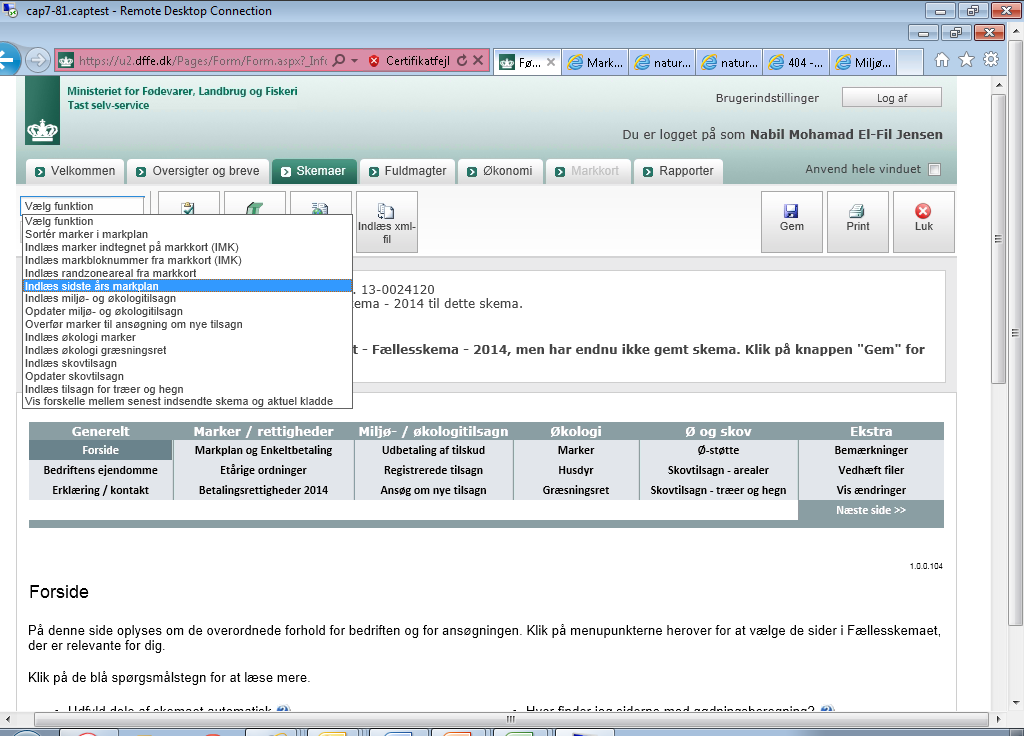 cap7-81.captest - Remote Desktop Connection
https://u2.dffe.dk/Pages/Form/Form.aspx?_Info Certifikatfejl
Fø... Mark... natur... natur... 404 -... Miljø...
Ministeriet for Fødevarer, Landbrug og Fiskeri
Tast selv-service
Brugerindstillinger Log af
Du er logget på som Nabil Mohamad El-Fil Jensen
Velkommen Oversigter og breve Skemaer Fuldmagter Økonomi Markkort Rapporter Anvend hele vinduet
Vælg funktion
Indlæs xml-
fil
Gem Print Luk
Vælg funktion
Sortér marker i markplan
Indlæs marker indtegnet på markkort (IMK)
Indlæs markbloknummer fra markkort (IMK)
Indlæs randzoneareal fra markkort
Indlæs sidste års markplan
Indlæs miljø- og økologitilsagn
Opdater miljø- og økologitilsagn
Overfør marker til ansøgning om nye tilsagn
Indlæs økologi marker
Indlæs økologi græsningsret
Indlæs skovtilsagn
Opdater skovtilsagn
Indlæs tilsagn for træer og hegn
Vis forskelle mellem senest indsendte skema og aktuel kladde
. 13-0024120
ema - 2014 til dette skema.
t - Fællesskema - 2014, men har endnu ikke gemt skema. Klik på knappen "Gem" for
Generelt Marker / rettigheder Miljø- / økologitilsagn Økologi Ø og skov Ekstra
Forside Markplan og Enkeltbetaling Udbetaling af tilskud Marker Ø-støtte Bemærkninger
Bedriftens ejendomme Etårige ordninger Registrerede tilsagn Husdyr Skovtilsagn - arealer Vedhæft filer
Erklæring / kontakt Betalingsrettigheder 2014 Ansøg om nye tilsagn Græsningsret Skovtilsagn - træer og hegn Vis ændringer
Næste side >>
1.0.0.104
Forside
På denne side oplyses om de overordnede forhold for bedriften og for ansøgningen. Klik på menupunkterne herover for at vælge de sider i Fællesskemaet,
der er relevante for dig.
Klik på de blå spørgsmålstegn for at læse mere.
• Udfyld dele af skemaet automatisk ? • Hvor finder jeg siderne med gødningsberegning? ?